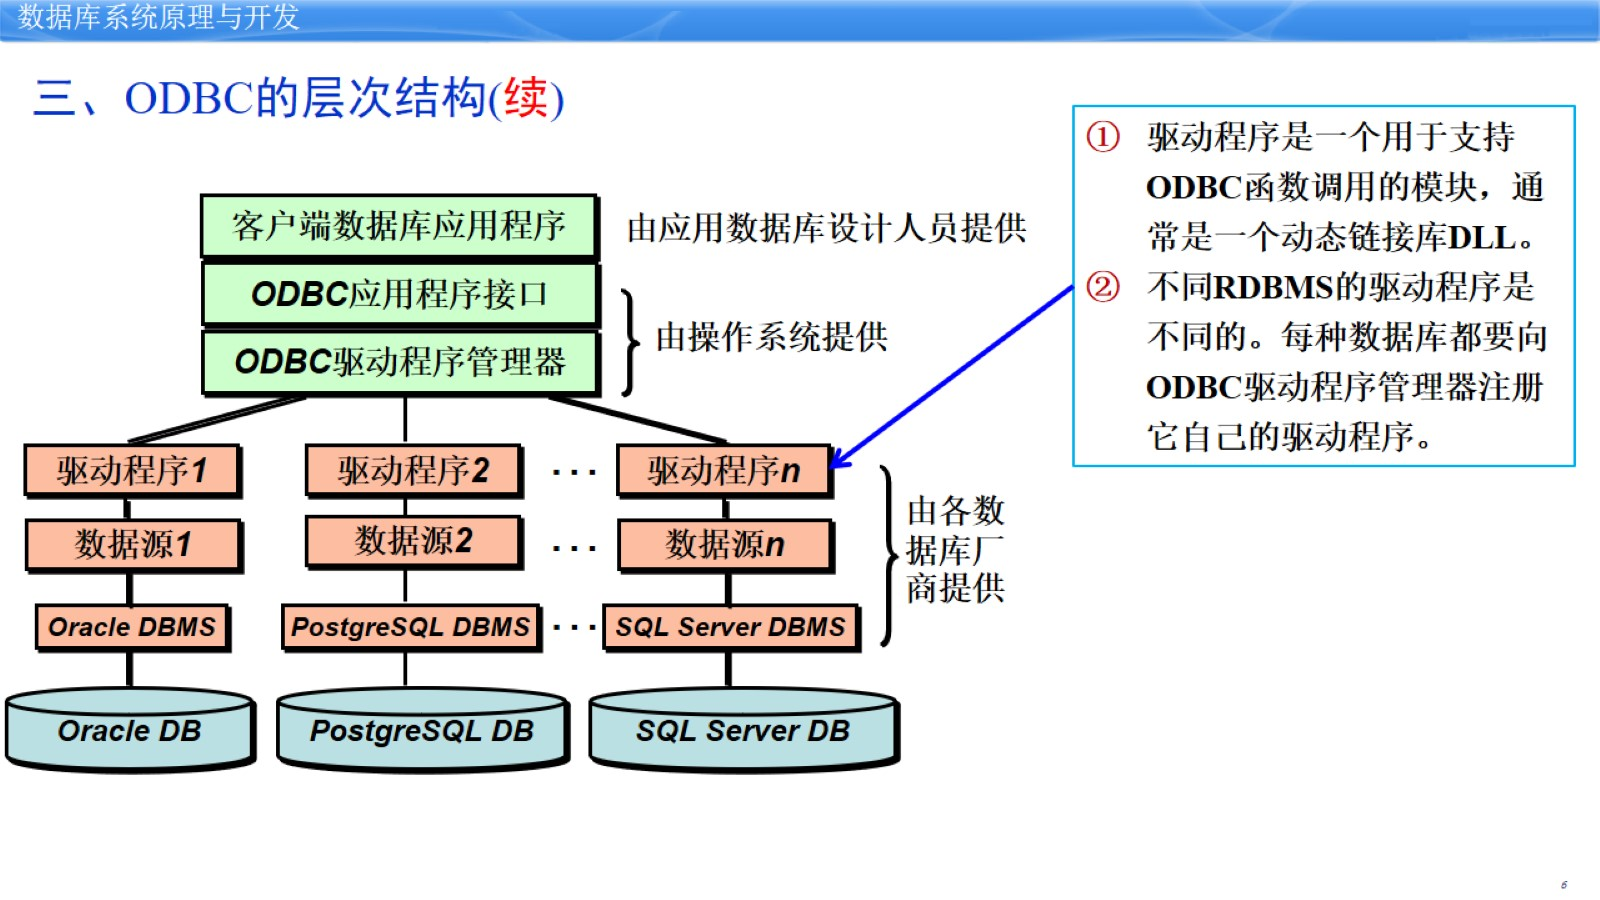 数据库系统原理与开发
三、ODBC的层次结构(续)
客户端数据库应用程序
由应用数据库设计人员提供
ODBC应用程序接口
ODBC驱动程序管理器
由操作系统提供
① 驱动程序是一个用于支持
ODBC函数调用的模块，通
常是一个动态链接库DLL。
② 不同RDBMS的驱动程序是
不同的。每种数据库都要向
ODBC驱动程序管理器注册
它自己的驱动程序。
驱动程序1
驱动程序2
···
驱动程序n
数据源1
数据源2
···
数据源n
由各数
据库厂
商提供
Oracle DBMS
PostgreSQL DBMS
···
SQL Server DBMS
Oracle DB
PostgreSQL DB
SQL Server DB
6